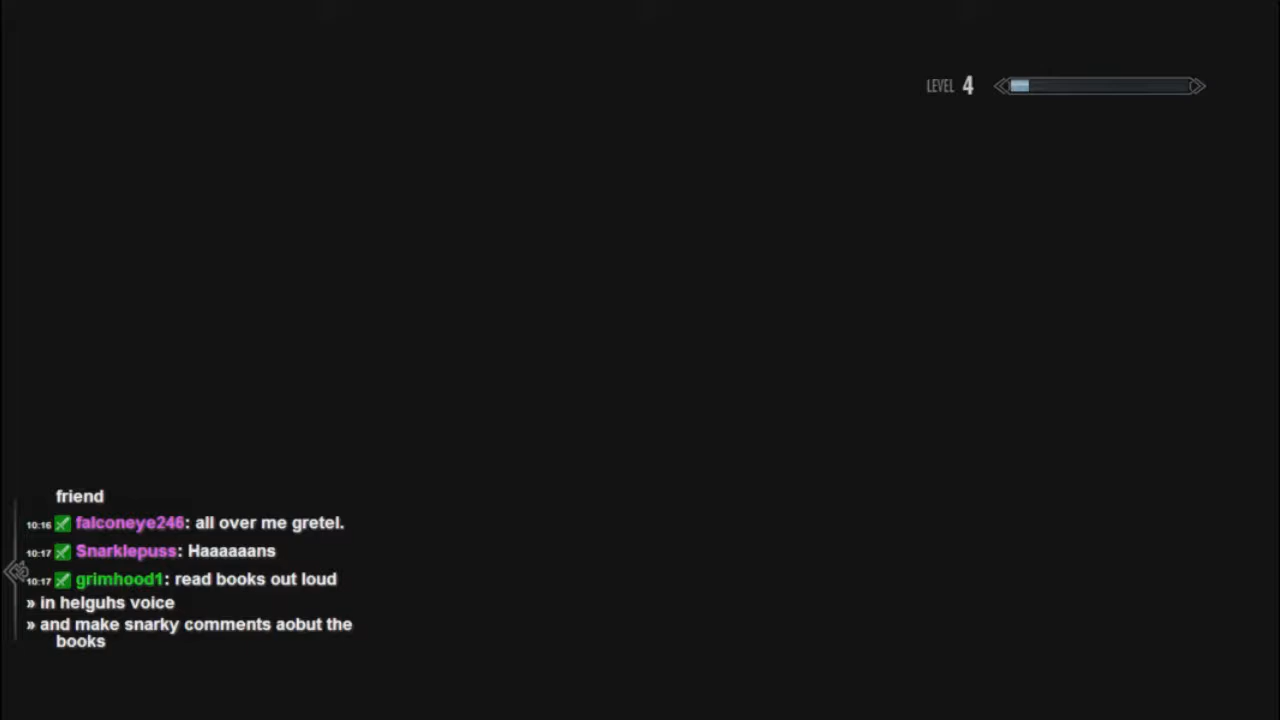 LEVEL 4
friend
10:16 falconeye246: all over me gretel.
10:17 Snarklepuss: Haaaaaans
10:17 grimhood1: read books out loud
» in helguhs voice
» and make snarky comments aobut the
books